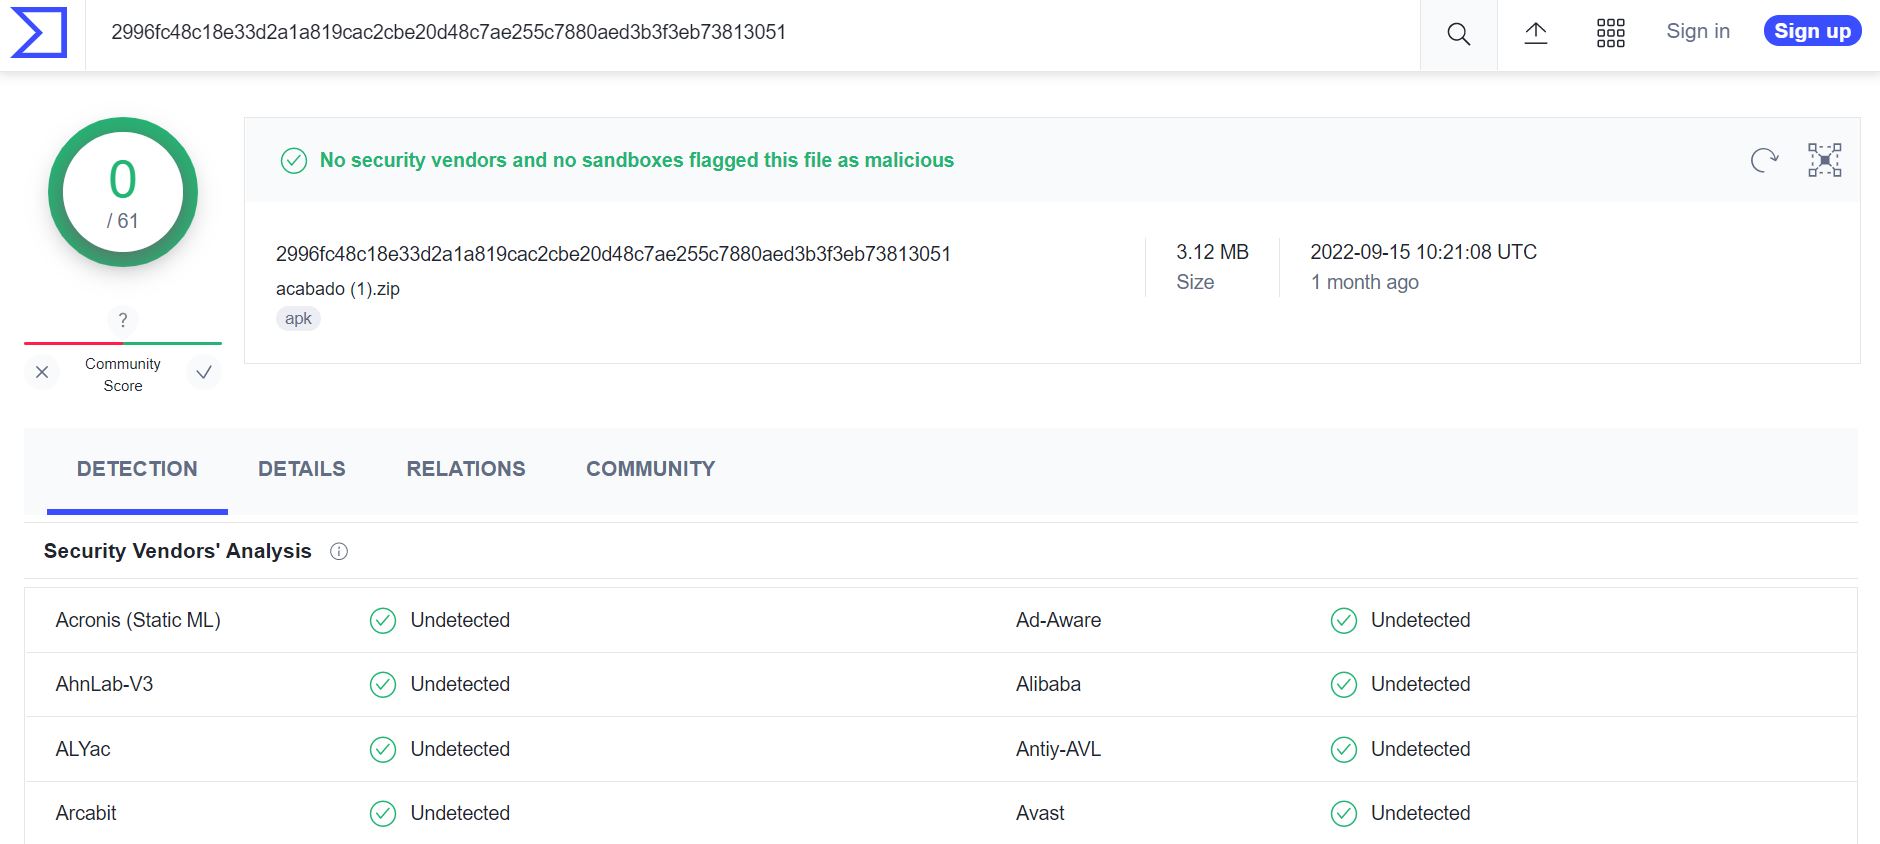 2996fc48c18e33d2a1a819cac2cbe20d48c7ae255c7880aed3b3f3eb73813051
Sign in
Sign up
0
/ 61
?
Community
Score
No security vendors and no sandboxes flagged this file as malicious
2996fc48c18e33d2a1a819cac2cbe20d48c7ae255c7880aed3b3f3eb73813051
acabado (1).zip
apk
3.12 MB
Size
2022-09-15 10:21:08 UTC
1 month ago
DETECTION DETAILS RELATIONS COMMUNITY
Security Vendors' Analysis
Acronis (Static ML) Undetected Ad-Aware Undetected
AhnLab-V3 Undetected Alibaba Undetected
ALYac Undetected Antiy-AVL Undetected
Arcabit Undetected Avast Undetected